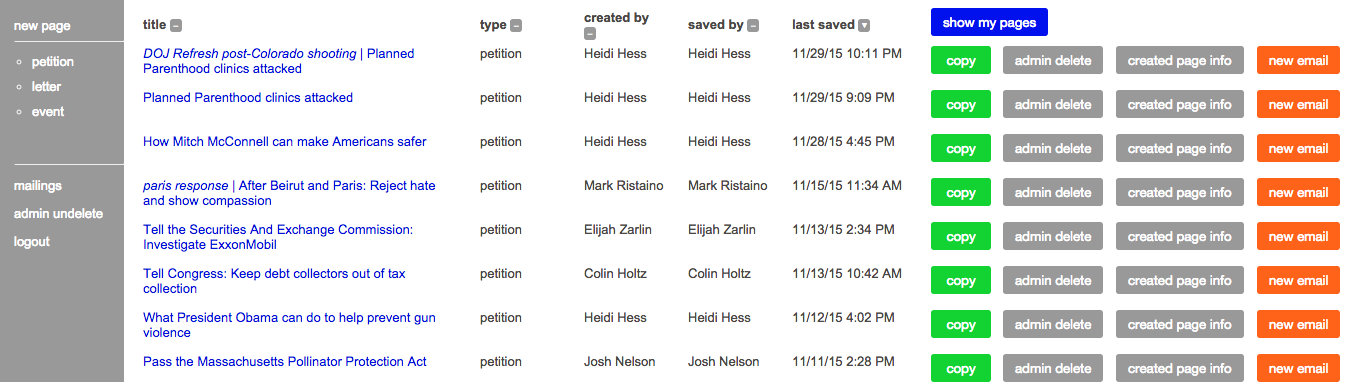 new page
petition
letter
event
mailings
admin undelete
logout
title – type – created by – saved by – last saved ▼ show my pages
DOJ Refresh post-Colorado shooting | Planned
Parenthood clinics attacked
petition Heidi Hess Heidi Hess 11/29/15 10:11 PM copy admin delete created page info new email
Planned Parenthood clinics attacked petition Heidi Hess Heidi Hess 11/29/15 9:09 PM copy admin delete created page info new email
How Mitch McConnell can make Americans safer petition Heidi Hess Heidi Hess 11/28/15 4:45 PM copy admin delete created page info new email
paris response | After Beirut and Paris: Reject hate
and show compassion
petition Mark Ristaino Mark Ristaino 11/15/15 11:34 AM copy admin delete created page info new email
Tell the Securities And Exchange Commission:
Investigate ExxonMobil
petition Elijah Zarlin Elijah Zarlin 11/13/15 2:34 PM copy admin delete created page info new email
Tell Congress: Keep debt collectors out of tax
collection
petition Colin Holtz Colin Holtz 11/13/15 10:42 AM copy admin delete created page info new email
What President Obama can do to help prevent gun
violence
petition Heidi Hess Heidi Hess 11/12/15 4:02 PM copy admin delete created page info new email
Pass the Massachusetts Pollinator Protection Act petition Josh Nelson Josh Nelson 11/11/15 2:28 PM copy admin delete created page info new email